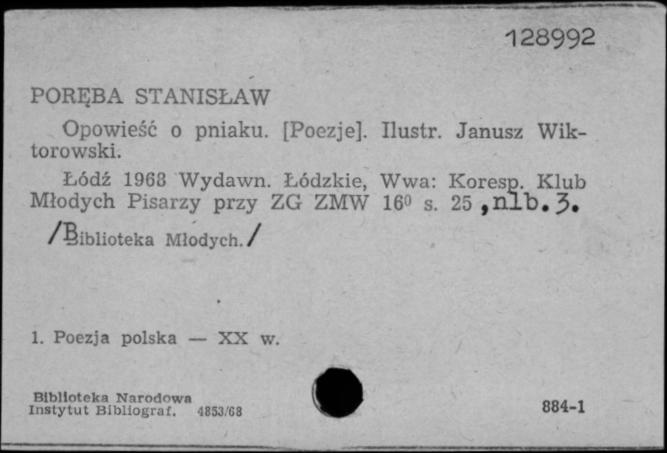 128992
PORĘBA STANISŁAW
Opowieść o pniaku. [Poezje]. Ilustr. Janusz Wik-
torowski.
Łódź 1968 Wydawn. Łódzkie, Wwa: Koresp. Klub
Młodych Pisarzy przy ZG ZMW 16⁰ s. 25 , nlb. 3.
/Biblioteka Młodych./
1. Poezja polska — XX w.
Biblioteka Narodowa
Instytut Bibliograf. 4853/68
884-1